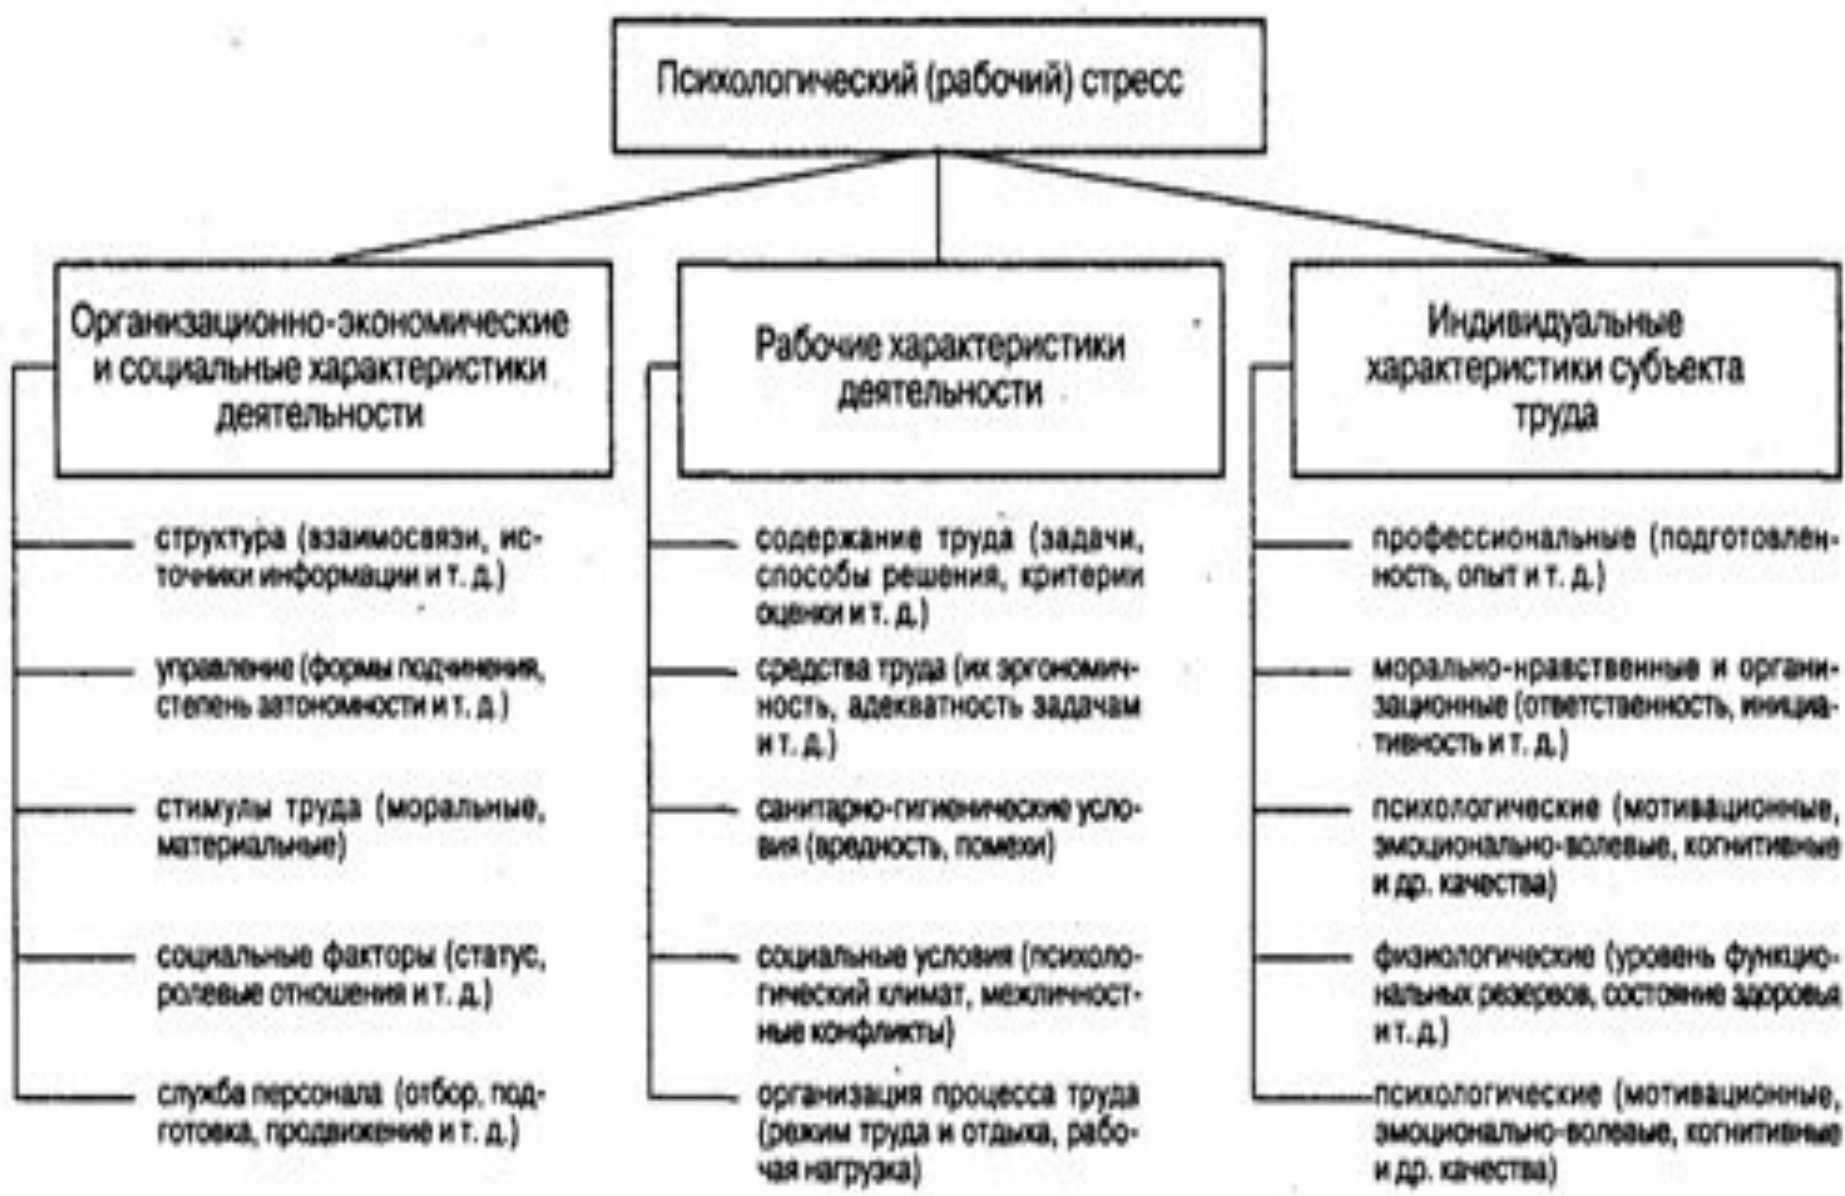 Психологический (рабочий) стресс
Организационно-экономические
и социальные характеристики
деятельности
структура (взаимосвязи, ис-
точники информации и т. д.)
управление (формы подчинения,
степень автономности и т. д.)
стимулы труда (моральные,
материальные)
социальные факторы (статус,
ролевые отношения и т. д.)
служба персонала (отбор, под-
готовка, продвижение и т. д.)
Рабочие характеристики
деятельности
содержание труда (задачи,
способы решения, критерии
оценки и т. д.)
средства труда (их эргономич-
ность, адекватность задачам
и т. д.)
санитарно-гигиенические усло-
вия (вредность, помехи)
социальные условия (психоло-
гический климат, межличност-
ные конфликты)
организация процесса труда
(режим труда и отдыха, рабо-
чая нагрузка)
Индивидуальные
характеристики субъекта
труда
профессиональные (подготовлен-
ность, опыт и т. д.)
морально-нравственные и органи-
зационные (ответственность, инициа-
тивность и т. д.)
психологические (мотивационные,
эмоционально-волевые, когнитивные
и др. качества)
физиологические (уровень функцио-
нальных резервов, состояние здоровья
и т. д.)
психологические (мотивационные,
эмоционально-волевые, когнитивные
и др. качества)